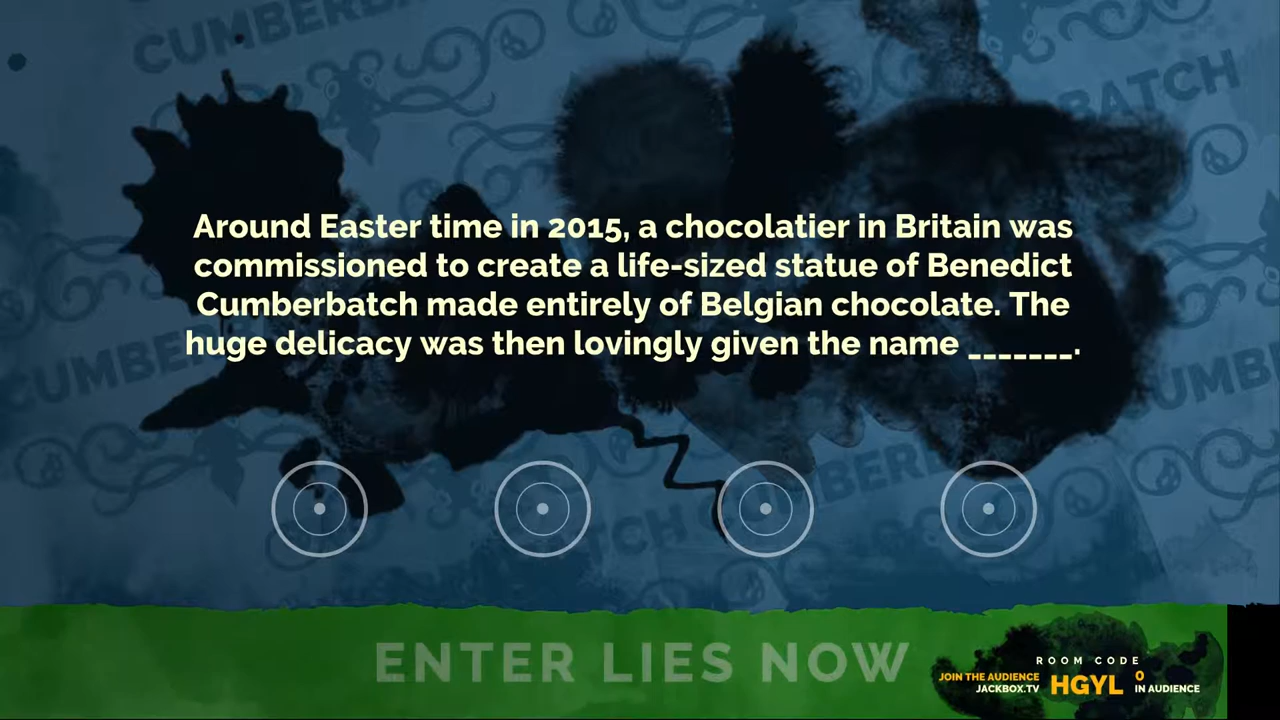 CUMBERBATCH
BATCH
Around Easter time in 2015, a chocolatier in Britain was
commissioned to create a life-sized statue of Benedict
Cumberbatch made entirely of Belgian chocolate. The
huge delicacy was then lovingly given the name _______.
ENTER LIES NOW
ROOM CODE
JOIN THE AUDIENCE
JACKBOX.TV
HGYL
0
IN AUDIENCE